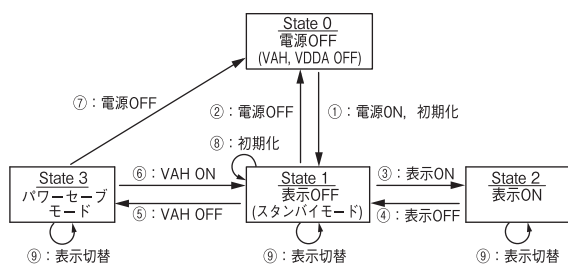 State 0
電源OFF
(VAH, VDDA OFF)
⑦：電源OFF
②：電源OFF
①：電源ON，初期化
⑧：初期化
State 3
パワーセーブ
モード
⑥：VAH ON
⑤：VAH OFF
State 1
表示OFF
(スタンバイモード)
③：表示ON
④：表示OFF
State 2
表示ON
⑨：表示切替
⑨：表示切替
⑨：表示切替